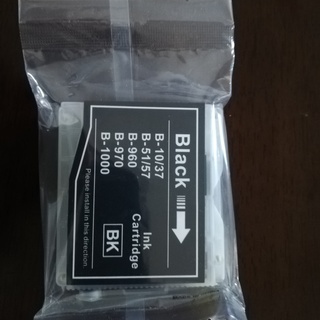 Black
B-10/37
B-51/57
B-960
B-970
B-1000
Ink
Cartridge
BK
Please install in this direction.